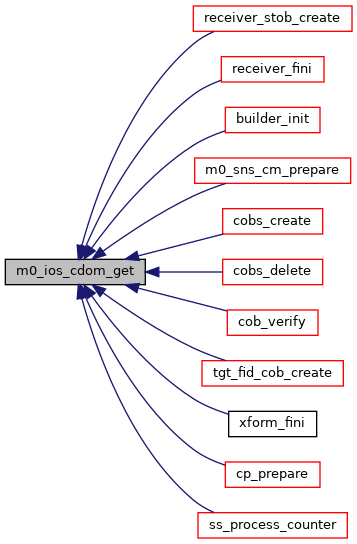 receiver_stob_create
receiver_fini
builder_init
m0_sns_cm_prepare
cobs_create
m0_ios_cdom_get
cobs_delete
cob_verify
tgt_fid_cob_create
xform_fini
cp_prepare
ss_process_counter